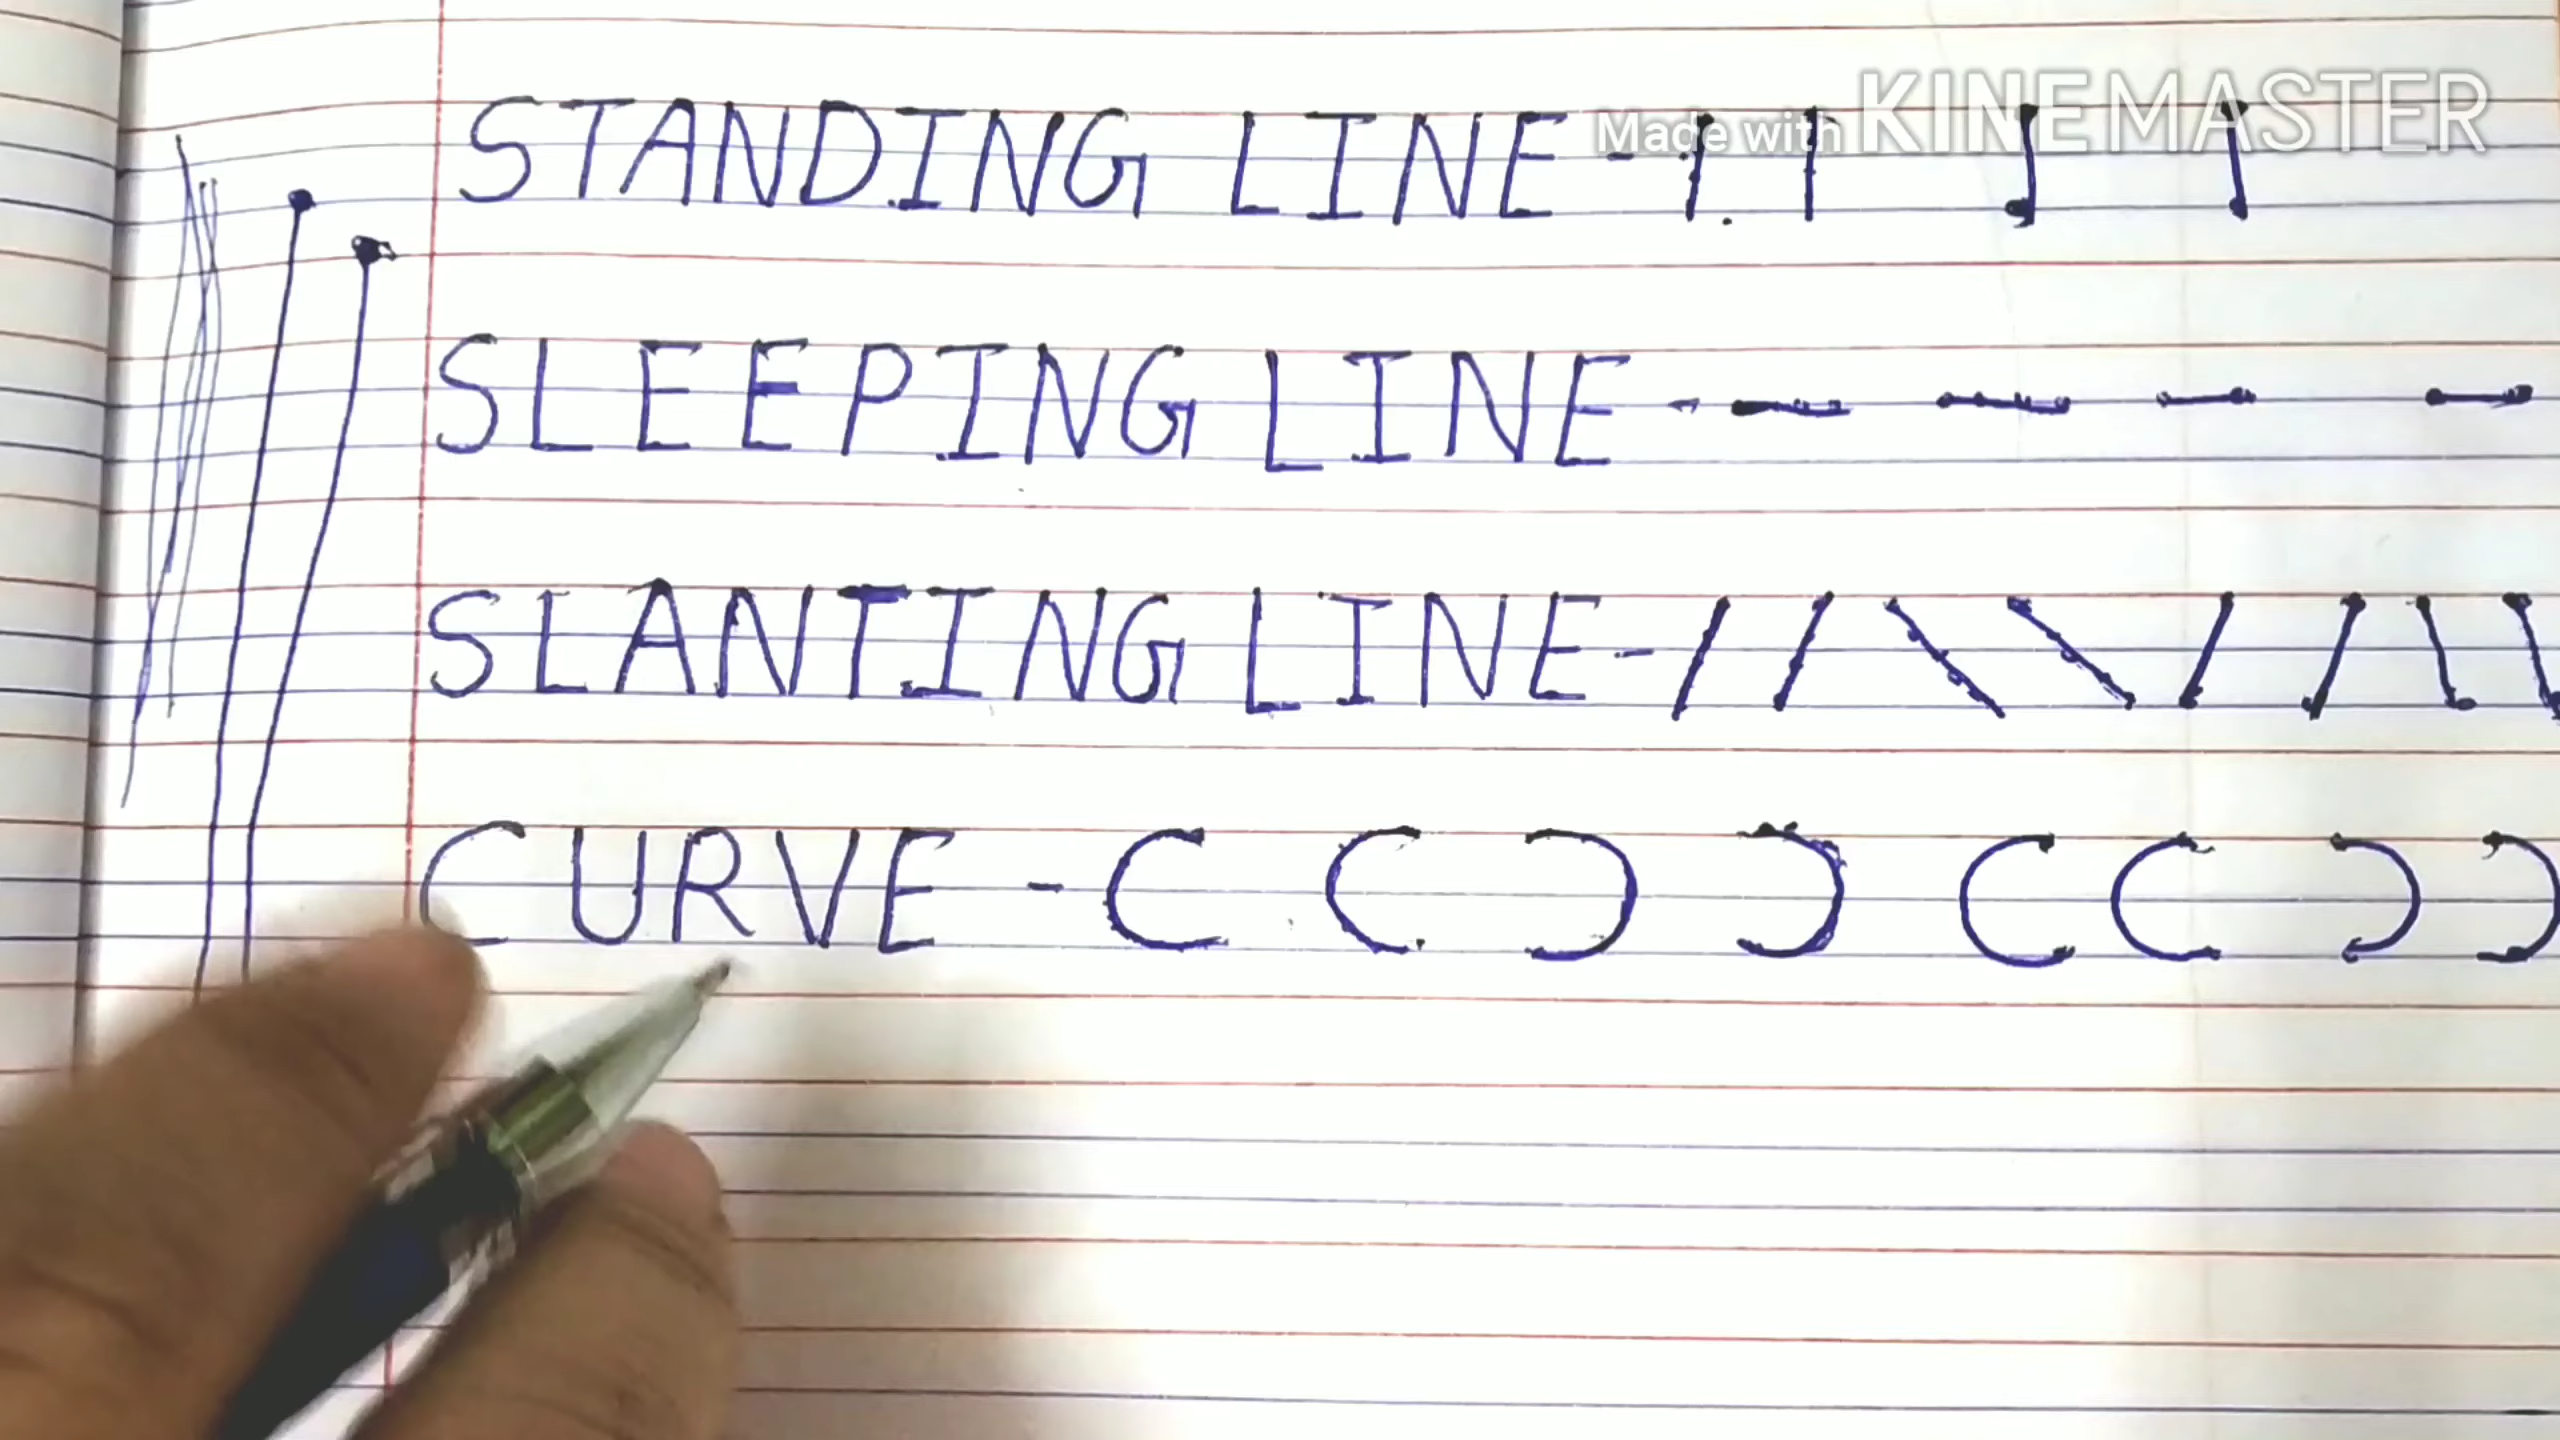 Made with KINEMASTER
STANDING LINE - | | | |
SLEEPING LINE - — — — —
SLANTING LINE - / / \ \ / / \ \
CURVE - C C Ɔ Ɔ C C Ɔ Ɔ